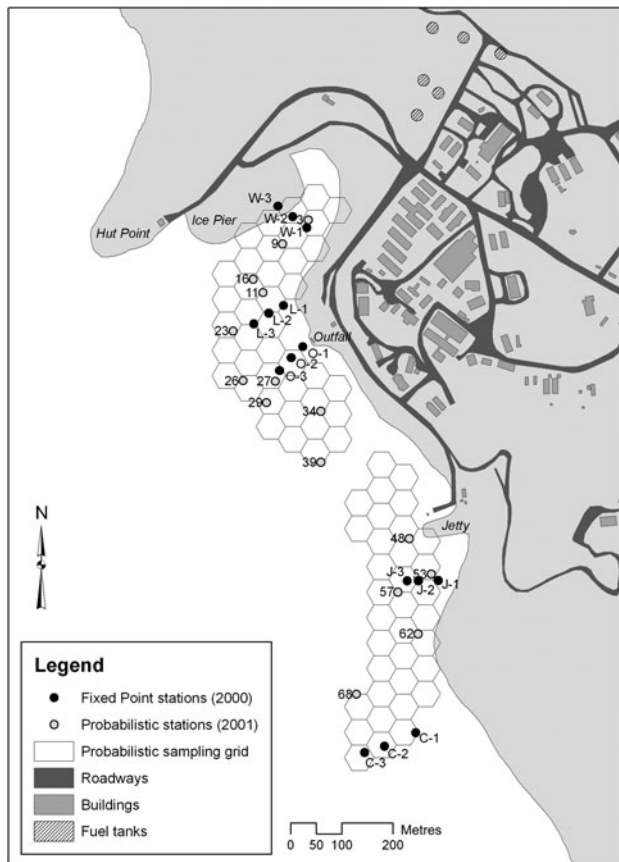 W-3
Ice Pier
W-2
3
W-1
Hut Point
9
16
11
L-1
L-2
23
L-3
Outfall
O-1
O-2
26
27
O-3
29
34
39
N
48
Jetty
J-3
53
57
J-2
J-1
62
68
C-1
C-2
C-3
Legend
Fixed Point stations (2000)
Probabilistic stations (2001)
Probabilistic sampling grid
Roadways
Buildings
Fuel tanks
Metres
0 50 100 200